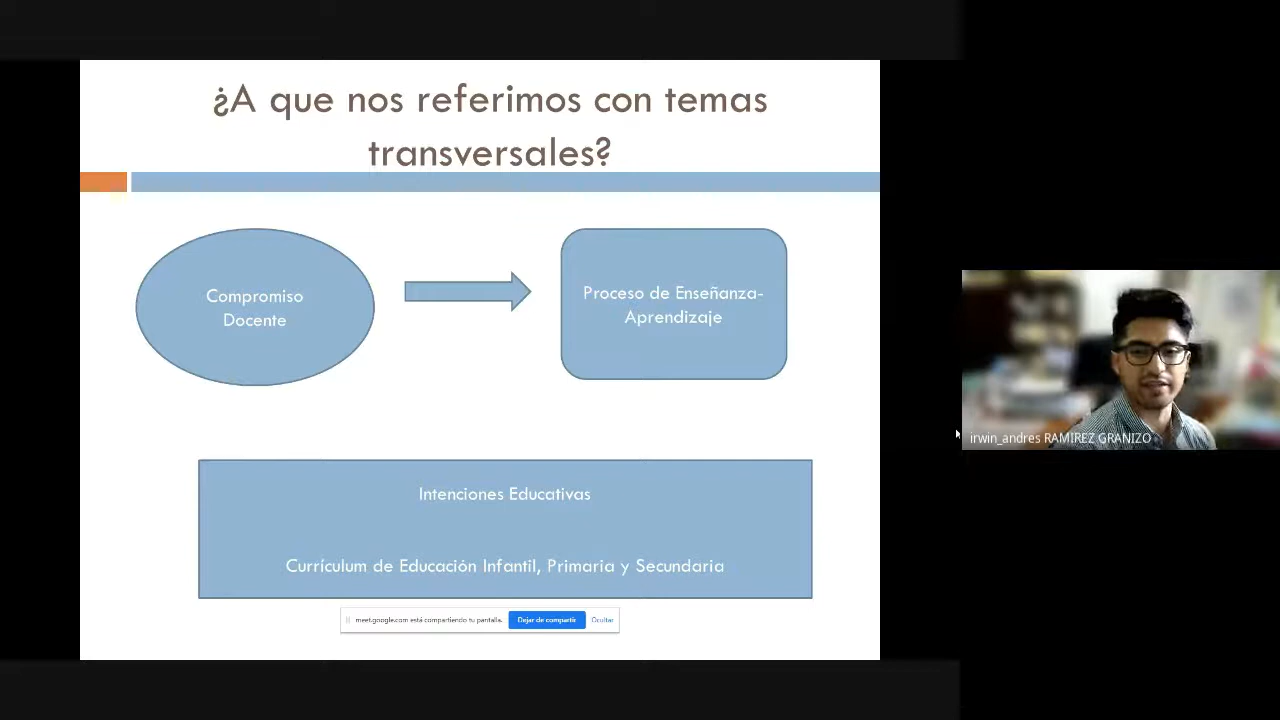 ¿A que nos referimos con temas
transversales?
Compromiso
Docente
Proceso de Enseñanza-
Aprendizaje
Intenciones Educativas
Currículum de Educación Infantil, Primaria y Secundaria
meet.google.com está compartiendo tu pantalla.
Dejar de compartir
Ocultar
irwin_andres RAMIREZ GRANIZO